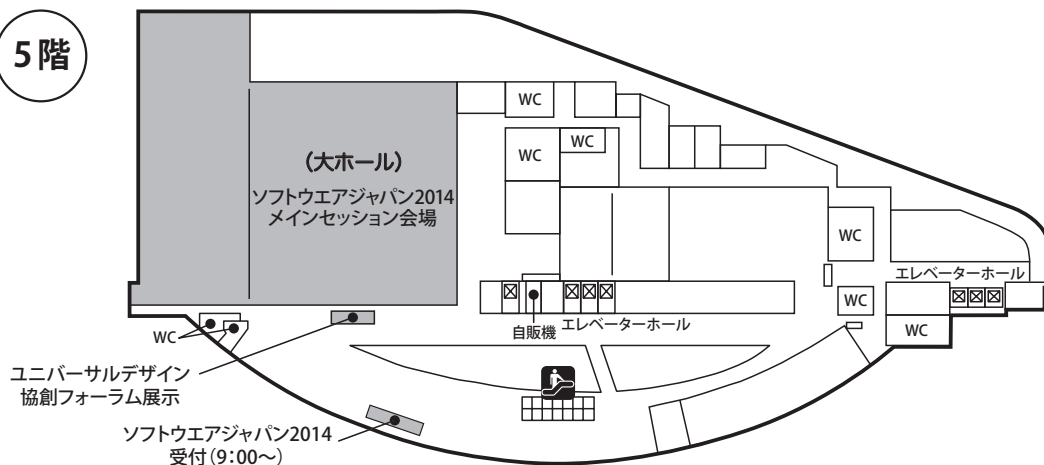 5階
WC
WC
WC
(大ホール)
ソフトウエアジャパン2014
メインセッション会場
WC
エレベーターホール
WC
自販機
エレベーターホール
WC
WC
ユニバーサルデザイン
協創フォーラム展示
ソフトウエアジャパン2014
受付(9:00〜)